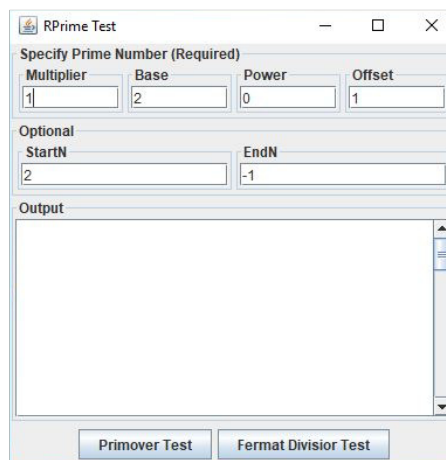 RPrime Test
Specify Prime Number (Required)
Multiplier Base Power Offset
1 2 0 1
Optional
StartN EndN
2 -1
Output
Primover Test Fermat Divisior Test